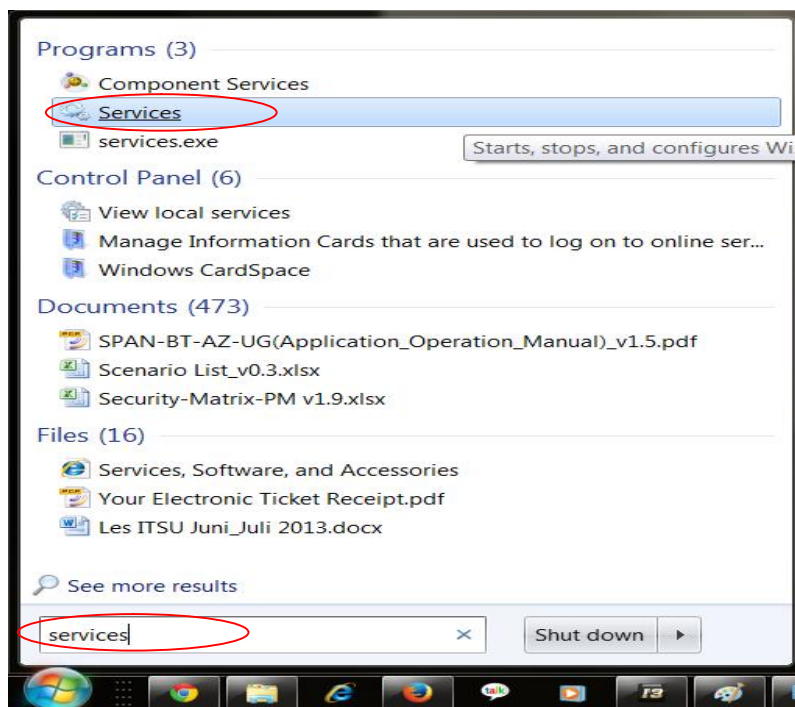 Programs (3)
Component Services
Services
services.exe
Starts, stops, and configures Wi
Control Panel (6)
View local services
Manage Information Cards that are used to log on to online ser...
Windows CardSpace
Documents (473)
SPAN-BT-AZ-UG(Application_Operation_Manual)_v1.5.pdf
Scenario List_v0.3.xlsx
Security-Matrix-PM v1.9.xlsx
Files (16)
Services, Software, and Accessories
Your Electronic Ticket Receipt.pdf
Les ITSU Juni_Juli 2013.docx
See more results
services
Shut down
talk